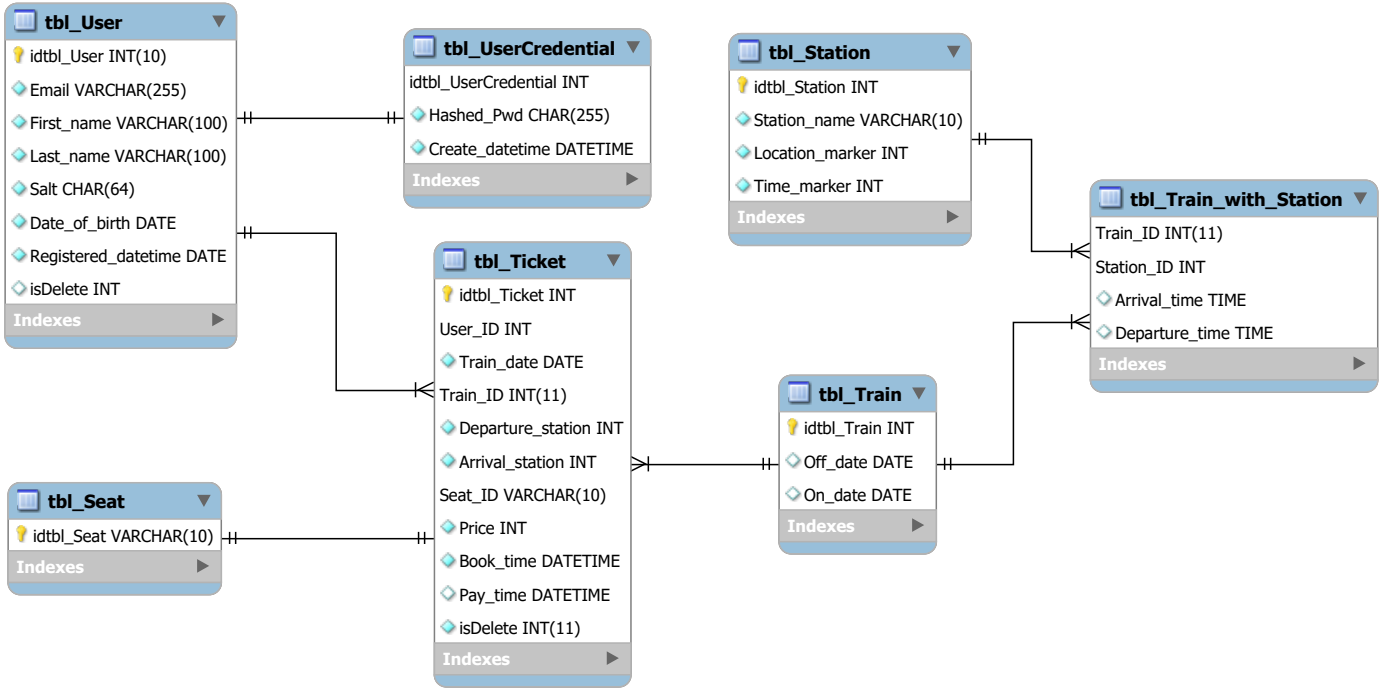 tbl_User
idtbl_User INT(10)
Email VARCHAR(255)
First_name VARCHAR(100)
Last_name VARCHAR(100)
Salt CHAR(64)
Date_of_birth DATE
Registered_datetime DATE
isDelete INT
Indexes
tbl_UserCredential
idtbl_UserCredential INT
Hashed_Pwd CHAR(255)
Create_datetime DATETIME
Indexes
tbl_Station
idtbl_Station INT
Station_name VARCHAR(10)
Location_marker INT
Time_marker INT
Indexes
tbl_Train_with_Station
Train_ID INT(11)
Station_ID INT
Arrival_time TIME
Departure_time TIME
Indexes
tbl_Ticket
idtbl_Ticket INT
User_ID INT
Train_date DATE
Train_ID INT(11)
Departure_station INT
Arrival_station INT
Seat_ID VARCHAR(10)
Price INT
Book_time DATETIME
Pay_time DATETIME
isDelete INT(11)
Indexes
tbl_Train
idtbl_Train INT
Off_date DATE
On_date DATE
Indexes
tbl_Seat
idtbl_Seat VARCHAR(10)
Indexes